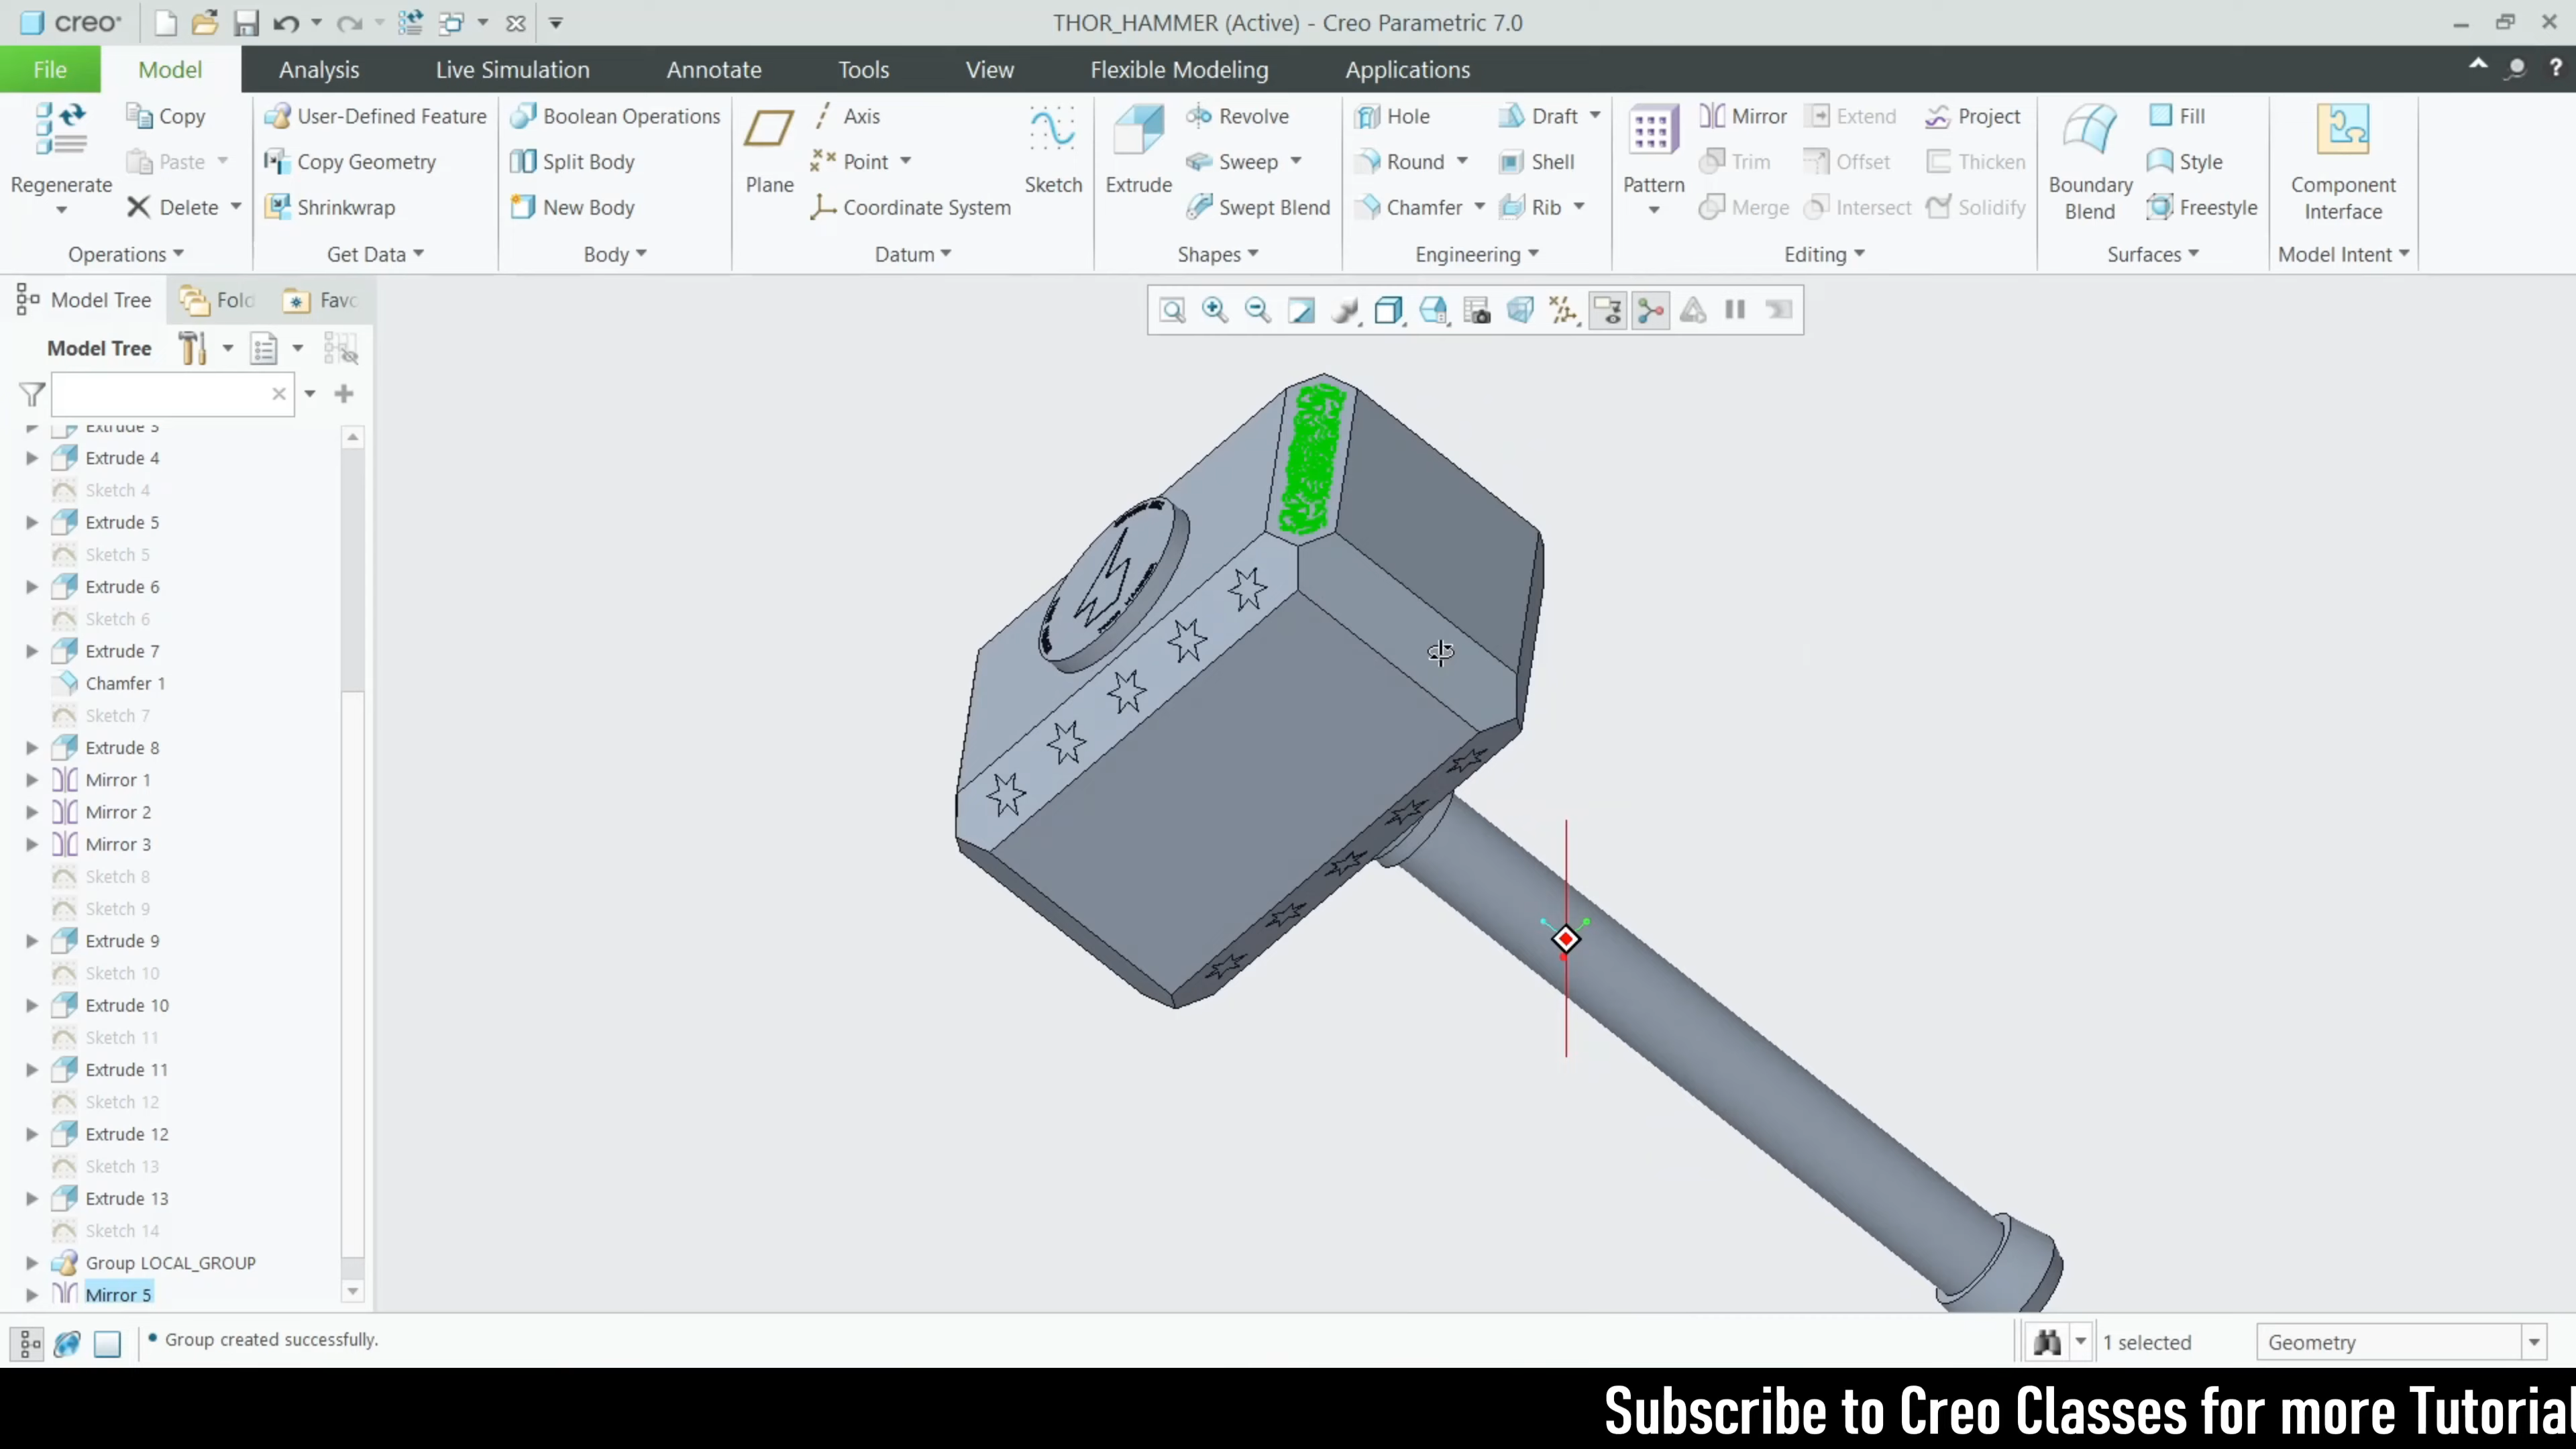 creo°
THOR_HAMMER (Active) - Creo Parametric 7.0
File Model Analysis Live Simulation Annotate Tools View Flexible Modeling Applications
Regenerate
Copy
Paste
Delete
Operations
User-Defined Feature
Copy Geometry
Shrinkwrap
Get Data
Boolean Operations
Split Body
New Body
Body
Plane
Axis
Point
Coordinate System
Sketch
Datum
Extrude
Revolve
Sweep
Swept Blend
Shapes
Hole
Round
Chamfer
Draft
Shell
Rib
Engineering
Pattern
Mirror
Trim
Merge
Extend
Offset
Intersect
Project
Thicken
Solidify
Editing
Boundary
Blend
Fill
Style
Freestyle
Surfaces
Component
Interface
Model Intent
Model Tree Fol Favc
Model Tree
Extrude 3
Extrude 4
Sketch 4
Extrude 5
Sketch 5
Extrude 6
Sketch 6
Extrude 7
Chamfer 1
Sketch 7
Extrude 8
Mirror 1
Mirror 2
Mirror 3
Sketch 8
Sketch 9
Extrude 9
Sketch 10
Extrude 10
Sketch 11
Extrude 11
Sketch 12
Extrude 12
Sketch 13
Extrude 13
Sketch 14
Group LOCAL_GROUP
Mirror 5
Group created successfully.
1 selected
Geometry
Subscribe to Creo Classes for more Tutorial